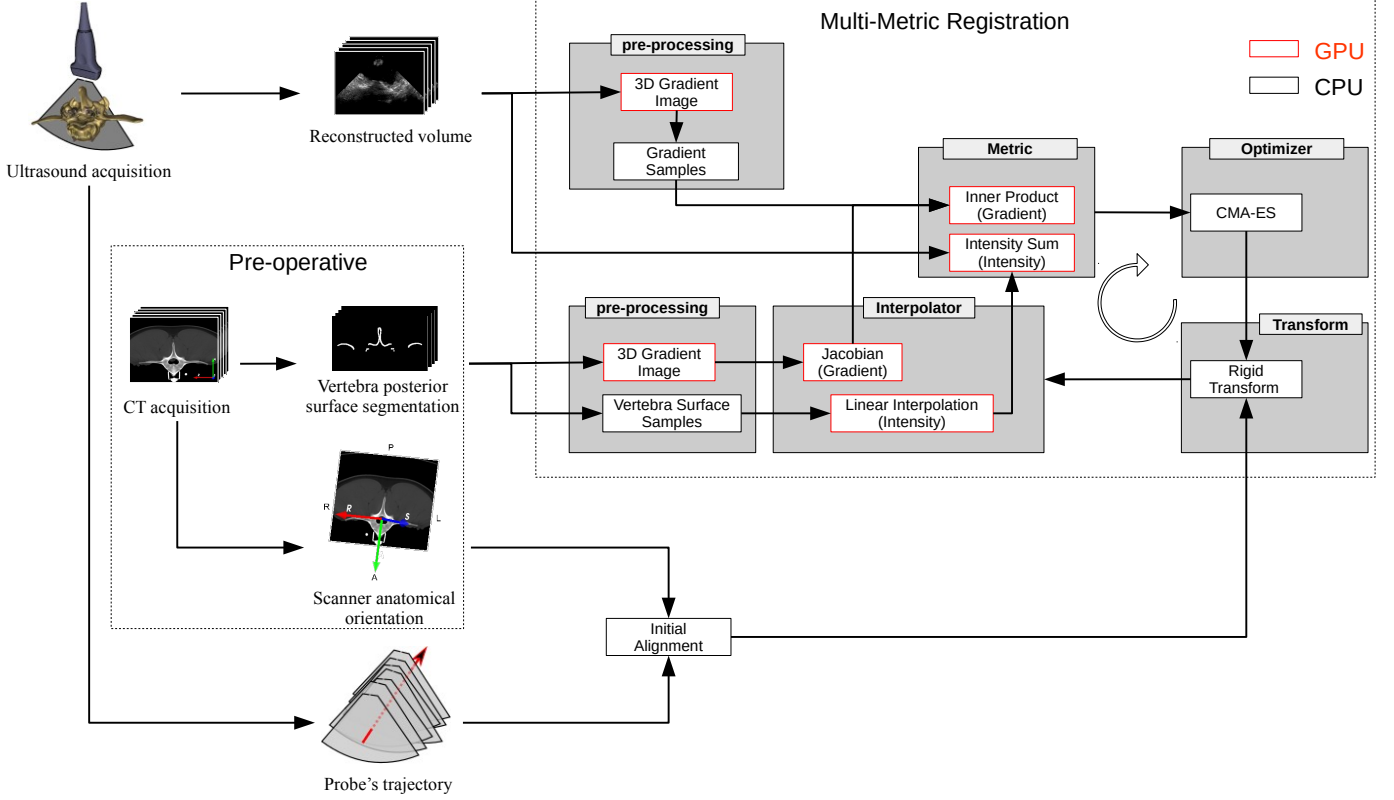 Multi-Metric Registration
GPU
CPU
pre-processing
3D Gradient
Image
Gradient
Samples
Reconstructed volume
Ultrasound acquisition
Metric
Inner Product
(Gradient)
Intensity Sum
(Intensity)
Optimizer
CMA-ES
Pre-operative
CT acquisition
Vertebra posterior
surface segmentation
pre-processing
3D Gradient
Image
Vertebra Surface
Samples
Interpolator
Jacobian
(Gradient)
Linear Interpolation
(Intensity)
Transform
Rigid
Transform
P
R
R
S
L
A
Scanner anatomical
orientation
Initial
Alignment
Probe's trajectory